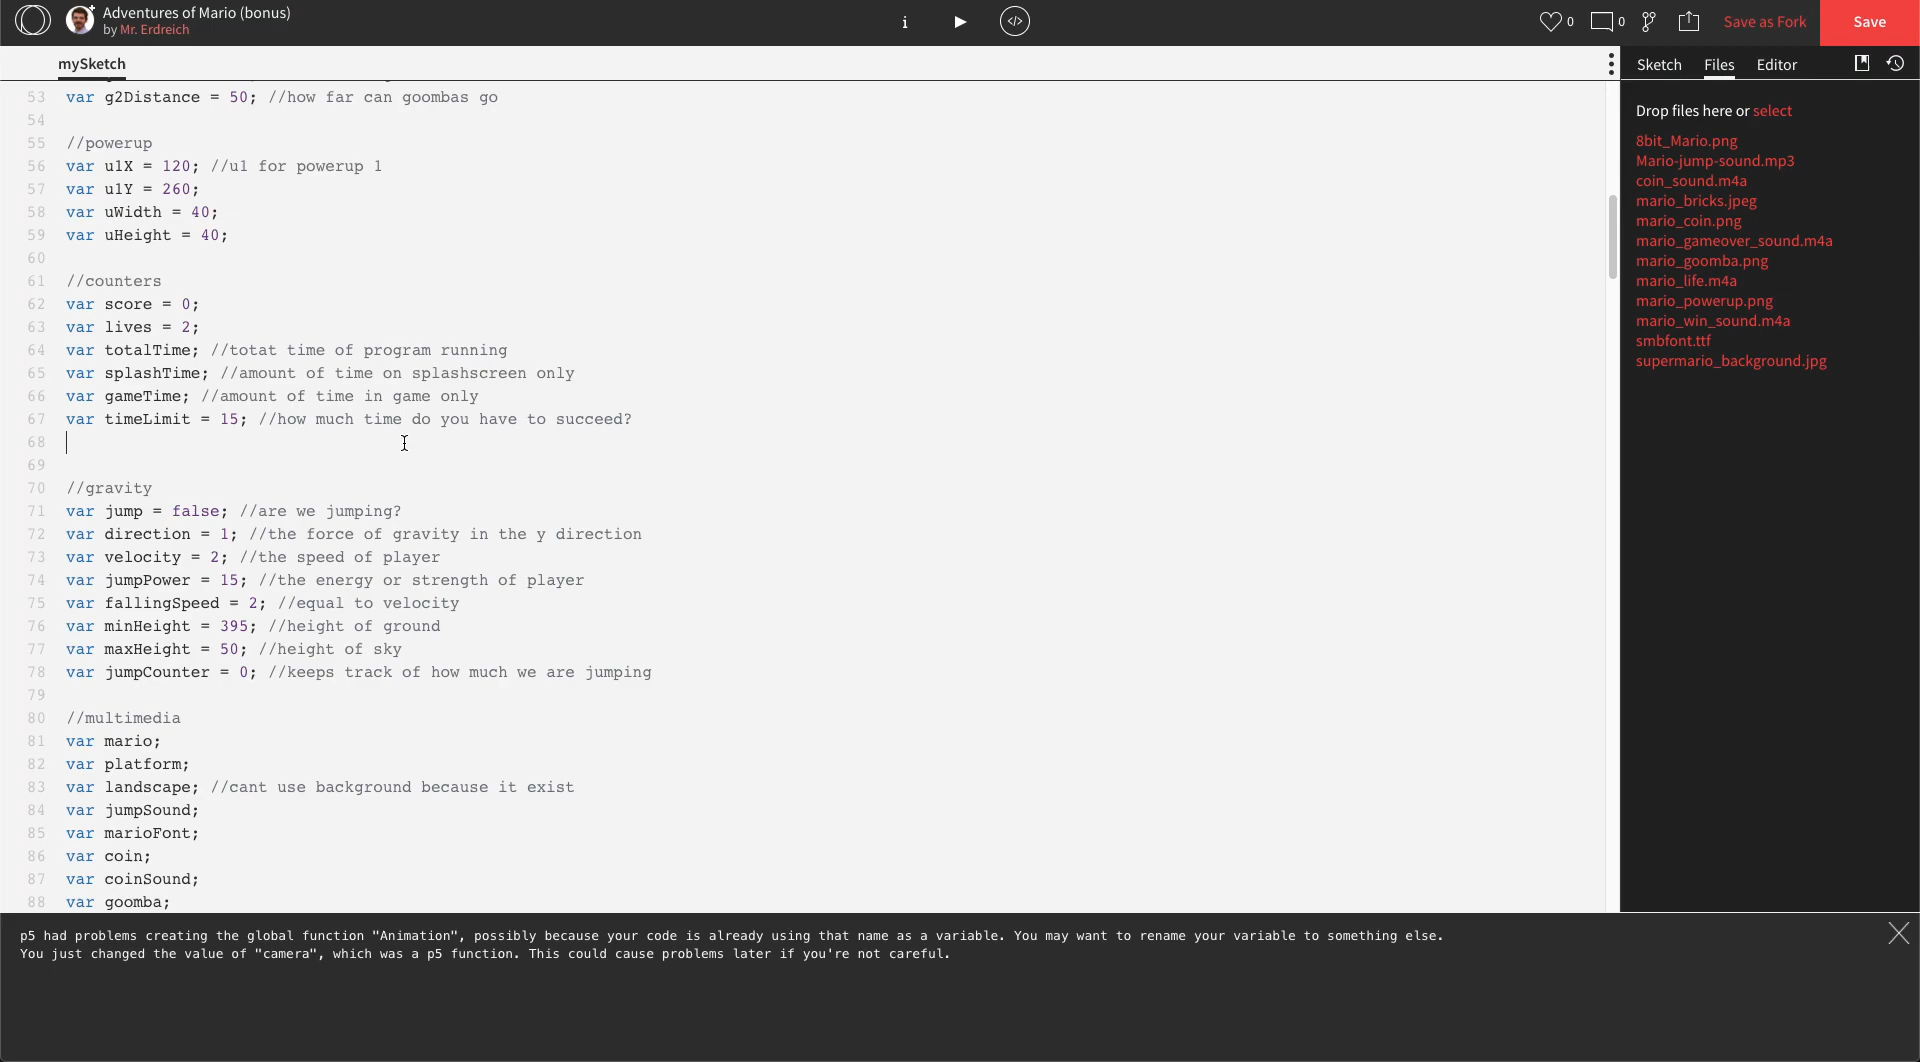 Adventures of Mario (bonus)
by Mr. Erdreich
i
</>
0
0
Save as Fork
Save
mySketch
Sketch
Files
Editor
53 var g2Distance = 50; //how far can goombas go
54
55 //powerup
56 var u1X = 120; //u1 for powerup 1
57 var u1Y = 260;
58 var uWidth = 40;
59 var uHeight = 40;
60
61 //counters
62 var score = 0;
63 var lives = 2;
64 var totalTime; //totat time of program running
65 var splashTime; //amount of time on splashscreen only
66 var gameTime; //amount of time in game only
67 var timeLimit = 15; //how much time do you have to succeed?
68
69
70 //gravity
71 var jump = false; //are we jumping?
72 var direction = 1; //the force of gravity in the y direction
73 var velocity = 2; //the speed of player
74 var jumpPower = 15; //the energy or strength of player
75 var fallingSpeed = 2; //equal to velocity
76 var minHeight = 395; //height of ground
77 var maxHeight = 50; //height of sky
78 var jumpCounter = 0; //keeps track of how much we are jumping
79
80 //multimedia
81 var mario;
82 var platform;
83 var landscape; //cant use background because it exist
84 var jumpSound;
85 var marioFont;
86 var coin;
87 var coinSound;
88 var goomba;
Drop files here or select
8bit_Mario.png
Mario-jump-sound.mp3
coin_sound.m4a
mario_bricks.jpeg
mario_coin.png
mario_gameover_sound.m4a
mario_goomba.png
mario_life.m4a
mario_powerup.png
mario_win_sound.m4a
smbfont.ttf
supermario_background.jpg
p5 had problems creating the global function "Animation", possibly because your code is already using that name as a variable. You may want to rename your variable to something else.
You just changed the value of "camera", which was a p5 function. This could cause problems later if you're not careful.